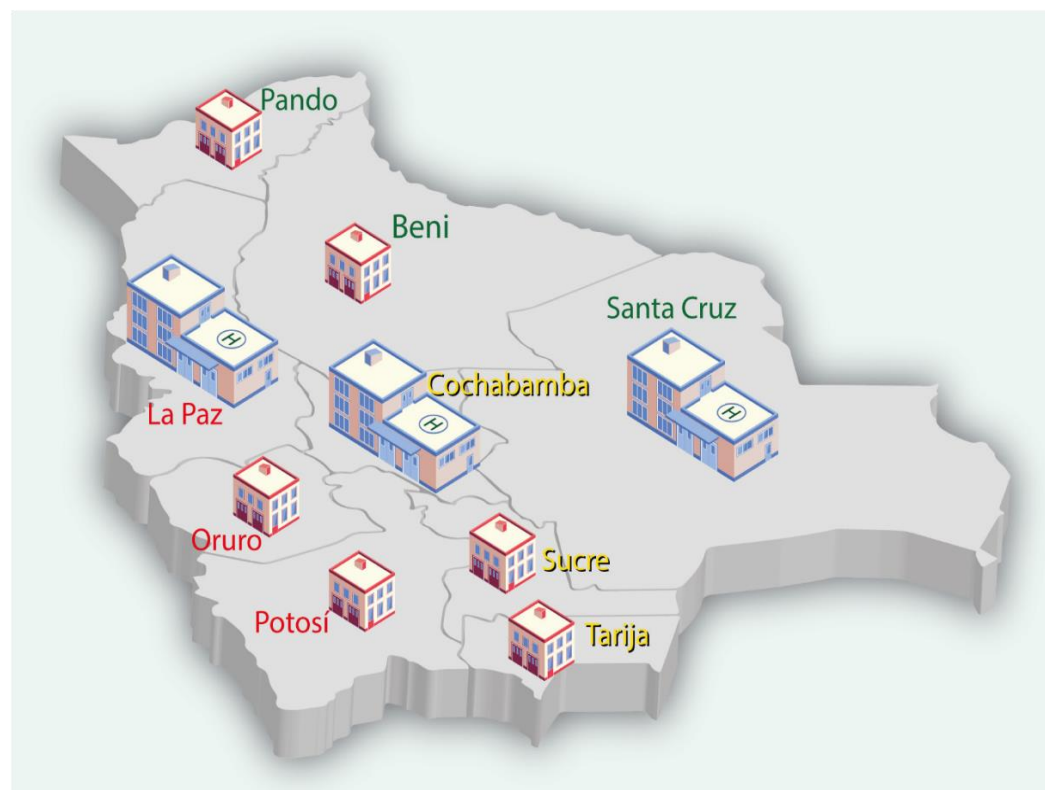 Pando
Beni
Santa Cruz
H
Cochabamba
H
H
La Paz
Oruro
Sucre
Potosí
Tarija